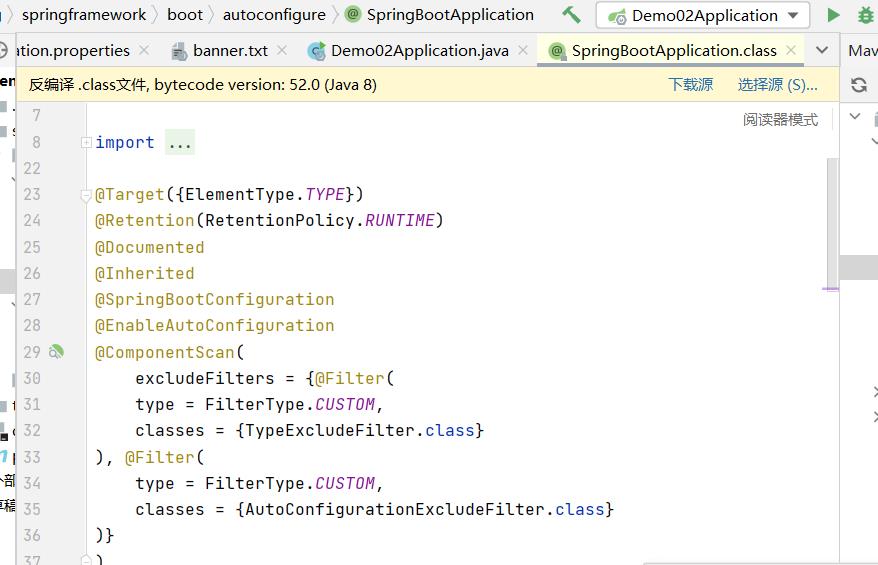 springframework boot autoconfigure SpringBootApplication Demo02Application
ation.properties banner.txt Demo02Application.java SpringBootApplication.class
反编译 .class文件, bytecode version: 52.0 (Java 8) 下载源 选择源 (S)...
阅读器模式
7
8 import ...
22
23 @Target({ElementType.TYPE})
24 @Retention(RetentionPolicy.RUNTIME)
25 @Documented
26 @Inherited
27 @SpringBootConfiguration
28 @EnableAutoConfiguration
29 @ComponentScan(
30 excludeFilters = {@Filter(
31 type = FilterType.CUSTOM,
32 classes = {TypeExcludeFilter.class}
33 ), @Filter(
34 type = FilterType.CUSTOM,
35 classes = {AutoConfigurationExcludeFilter.class}
36 )}
37 )